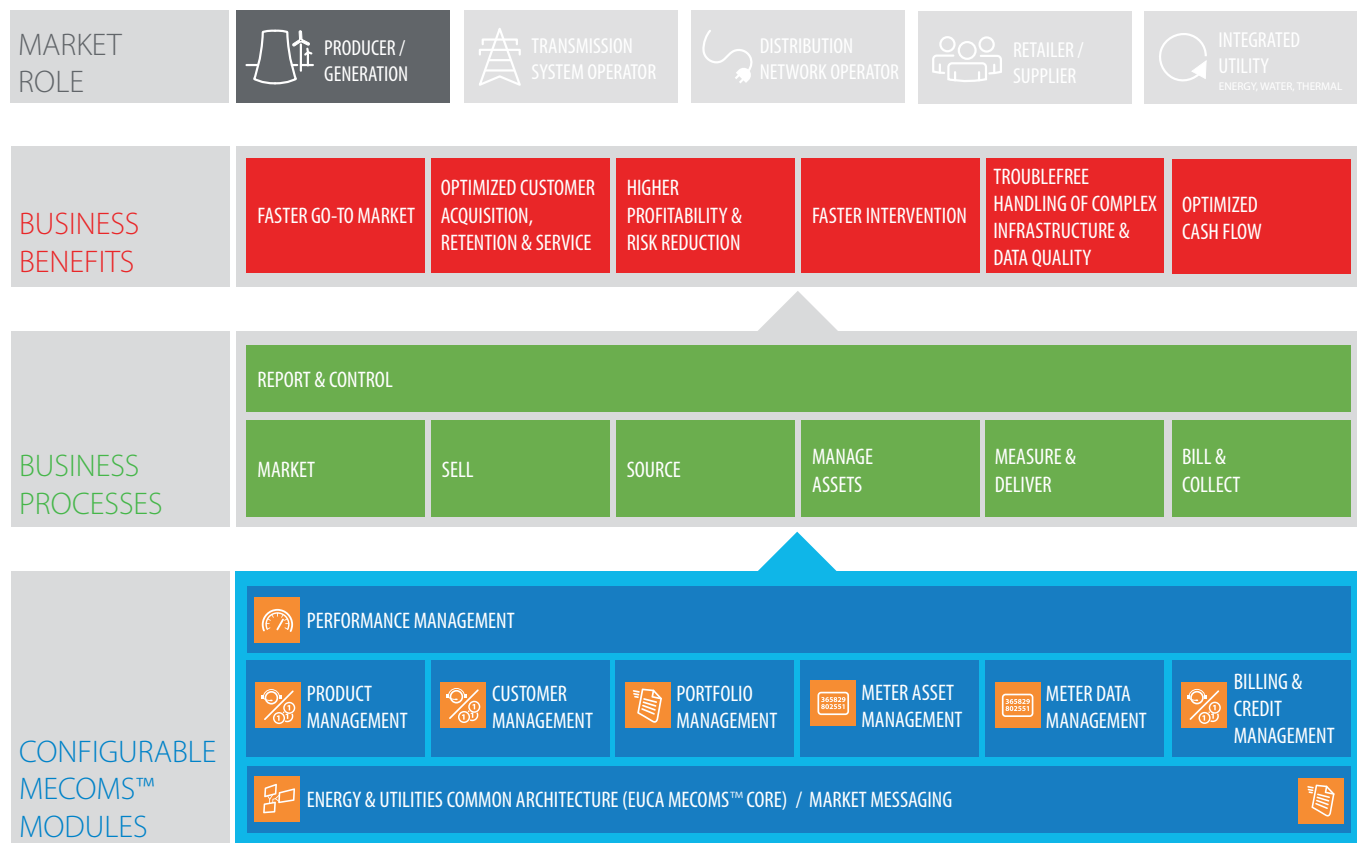 MARKET
ROLE
PRODUCER /
GENERATION
TRANSMISSION
SYSTEM OPERATOR
DISTRIBUTION
NETWORK OPERATOR
RETAILER /
SUPPLIER
INTEGRATED
UTILITY
ENERGY, WATER, THERMAL
BUSINESS
BENEFITS
FASTER GO-TO MARKET
OPTIMIZED CUSTOMER
ACQUISITION,
RETENTION & SERVICE
HIGHER
PROFITABILITY &
RISK REDUCTION
FASTER INTERVENTION
TROUBLEFREE
HANDLING OF COMPLEX
INFRASTRUCTURE &
DATA QUALITY
OPTIMIZED
CASH FLOW
BUSINESS
PROCESSES
REPORT & CONTROL
MARKET
SELL
SOURCE
MANAGE
ASSETS
MEASURE &
DELIVER
BILL &
COLLECT
CONFIGURABLE
MECOMS™
MODULES
PERFORMANCE MANAGEMENT
PRODUCT
MANAGEMENT
CUSTOMER
MANAGEMENT
PORTFOLIO
MANAGEMENT
365829
802551
METER ASSET
MANAGEMENT
365829
802551
METER DATA
MANAGEMENT
BILLING &
CREDIT
MANAGEMENT
ENERGY & UTILITIES COMMON ARCHITECTURE (EUCA MECOMS™ CORE) / MARKET MESSAGING